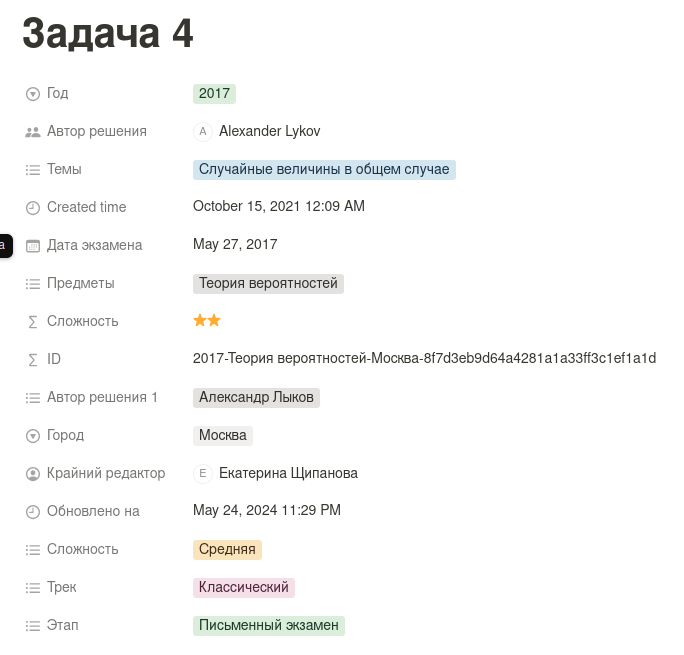 Задача 4
Год 2017
Автор решения A Alexander Lykov
Темы Случайные величины в общем случае
Created time October 15, 2021 12:09 AM
а Дата экзамена May 27, 2017
Предметы Теория вероятностей
Сложность
ID 2017-Теория вероятностей-Москва-8f7d3eb9d64a4281a1a33ff3c1ef1a1d
Автор решения 1 Александр Лыков
Город Москва
Крайний редактор E Екатерина Щипанова
Обновлено на May 24, 2024 11:29 PM
Сложность Средняя
Трек Классический
Этап Письменный экзамен